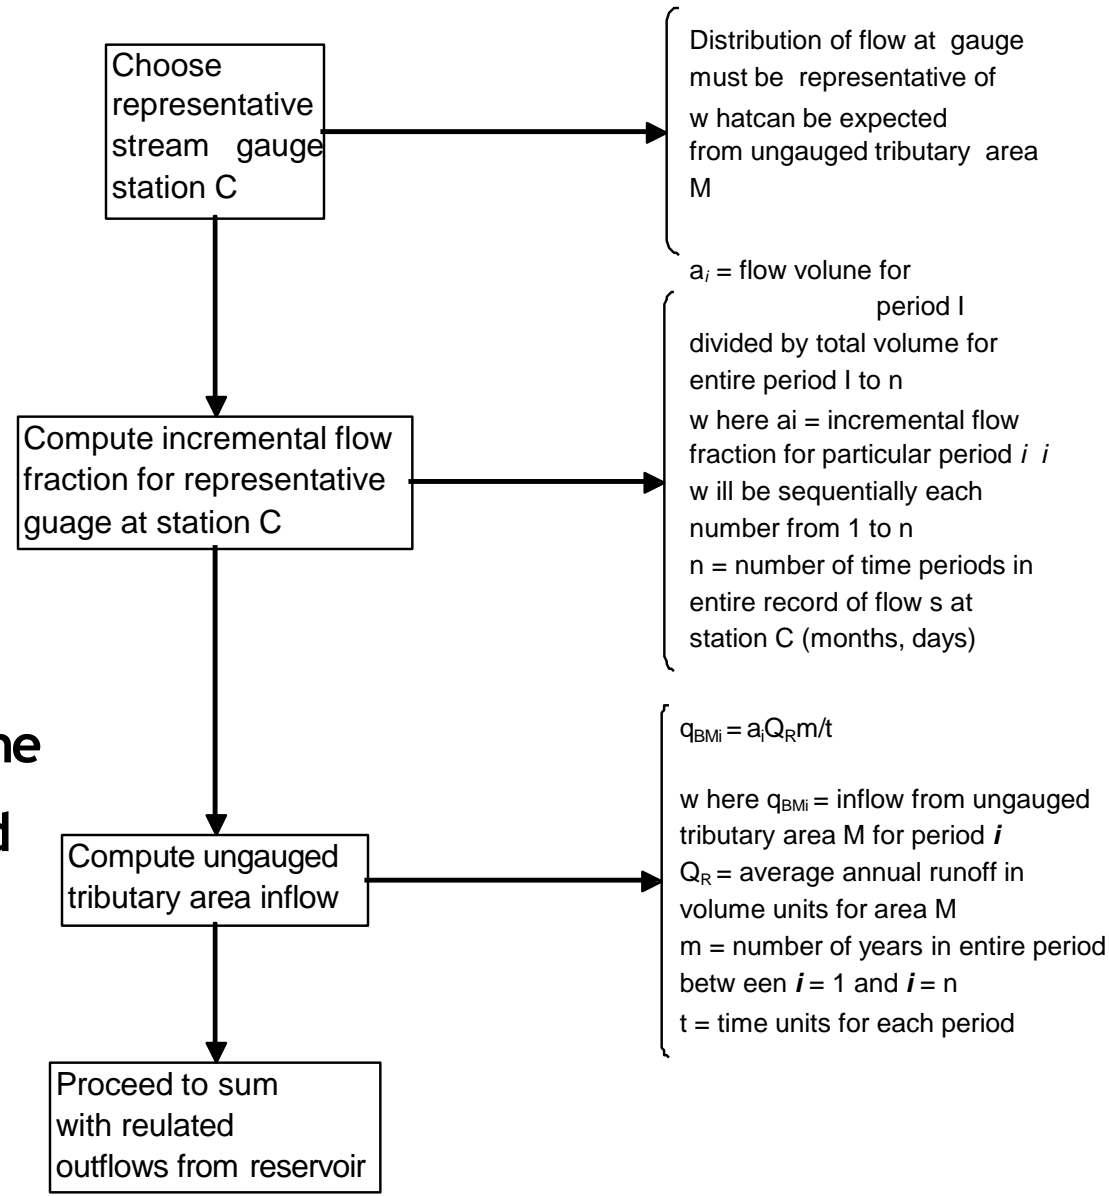 Choose
representative
stream gauge
station C
Distribution of flow at gauge
must be representative of
w hatcan be expected
from ungauged tributary area
M
a_i = flow volune for
period I
divided by total volume for
entire period I to n
w here ai = incremental flow
fraction for particular period i i
w ill be sequentially each
number from 1 to n
n = number of time periods in
entire record of flow s at
station C (months, days)
Compute incremental flow
fraction for representative
guage at station C
q_BMi = a_iQ_Rm/t
w here q_BMi = inflow from ungauged
tributary area M for period i
Q_R = average annual runoff in
volume units for area M
m = number of years in entire period
betw een i = 1 and i = n
t = time units for each period
Compute ungauged
tributary area inflow
Proceed to sum
with reulated
outflows from reservoir